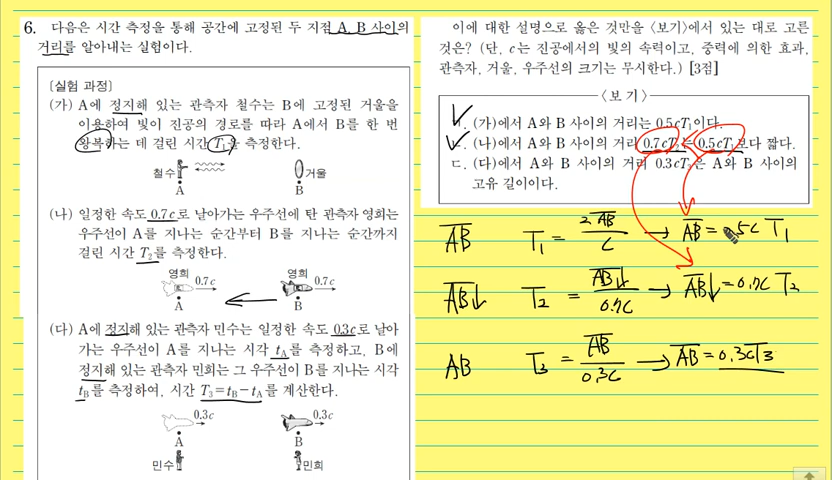 6. 다음은 시간 측정을 통해 공간에 고정된 두 지점 A, B 사이의
거리를 알아내는 실험이다.
[실험 과정]
(가) A에 정지해 있는 관측자 철수는 B에 고정된 거울을
이용하여 빛이 진공의 경로를 따라 A에서 B를 한 번
왕복하는 데 걸린 시간 T₁을 측정한다.
철수
거울
A
B
(나) 일정한 속도 0.7c로 날아가는 우주선에 탄 관측자 영희는
우주선이 A를 지나는 순간부터 B를 지나는 순간까지
걸린 시간 T₂를 측정한다.
영희
0.7c
영희
0.7c
A
B
(다) A에 정지해 있는 관측자 민수는 일정한 속도 0.3c로 날아
가는 우주선이 A를 지나는 시각 t_A를 측정하고, B에
정지해 있는 관측자 민희는 그 우주선이 B를 지나는 시각
t_B를 측정하여, 시간 T₃=t_B-t_A를 계산한다.
0.3c
0.3c
A
B
민수
민희
이에 대한 설명으로 옳은 것만을 <보기>에서 있는 대로 고른
것은? (단, c는 진공에서의 빛의 속력이고, 중력에 의한 효과,
관측자, 거울, 우주선의 크기는 무시한다.) [3점]
<보 기>
(가)에서 A와 B 사이의 거리는 0.5cT₁이다.
(나)에서 A와 B 사이의 거리 0.7cT₂는 0.5cT₁보다 짧다.
ㄷ. (다)에서 A와 B 사이의 거리 0.3cT₃은 A와 B 사이의
고유 길이이다.
AB T₁ = 2AB/c → AB = 5c T₁
AB↓ T₂ = AB↓/0.7c → AB↓ = 0.7c T₂
AB T₃ = AB/0.3c → AB = 0.3cT₃